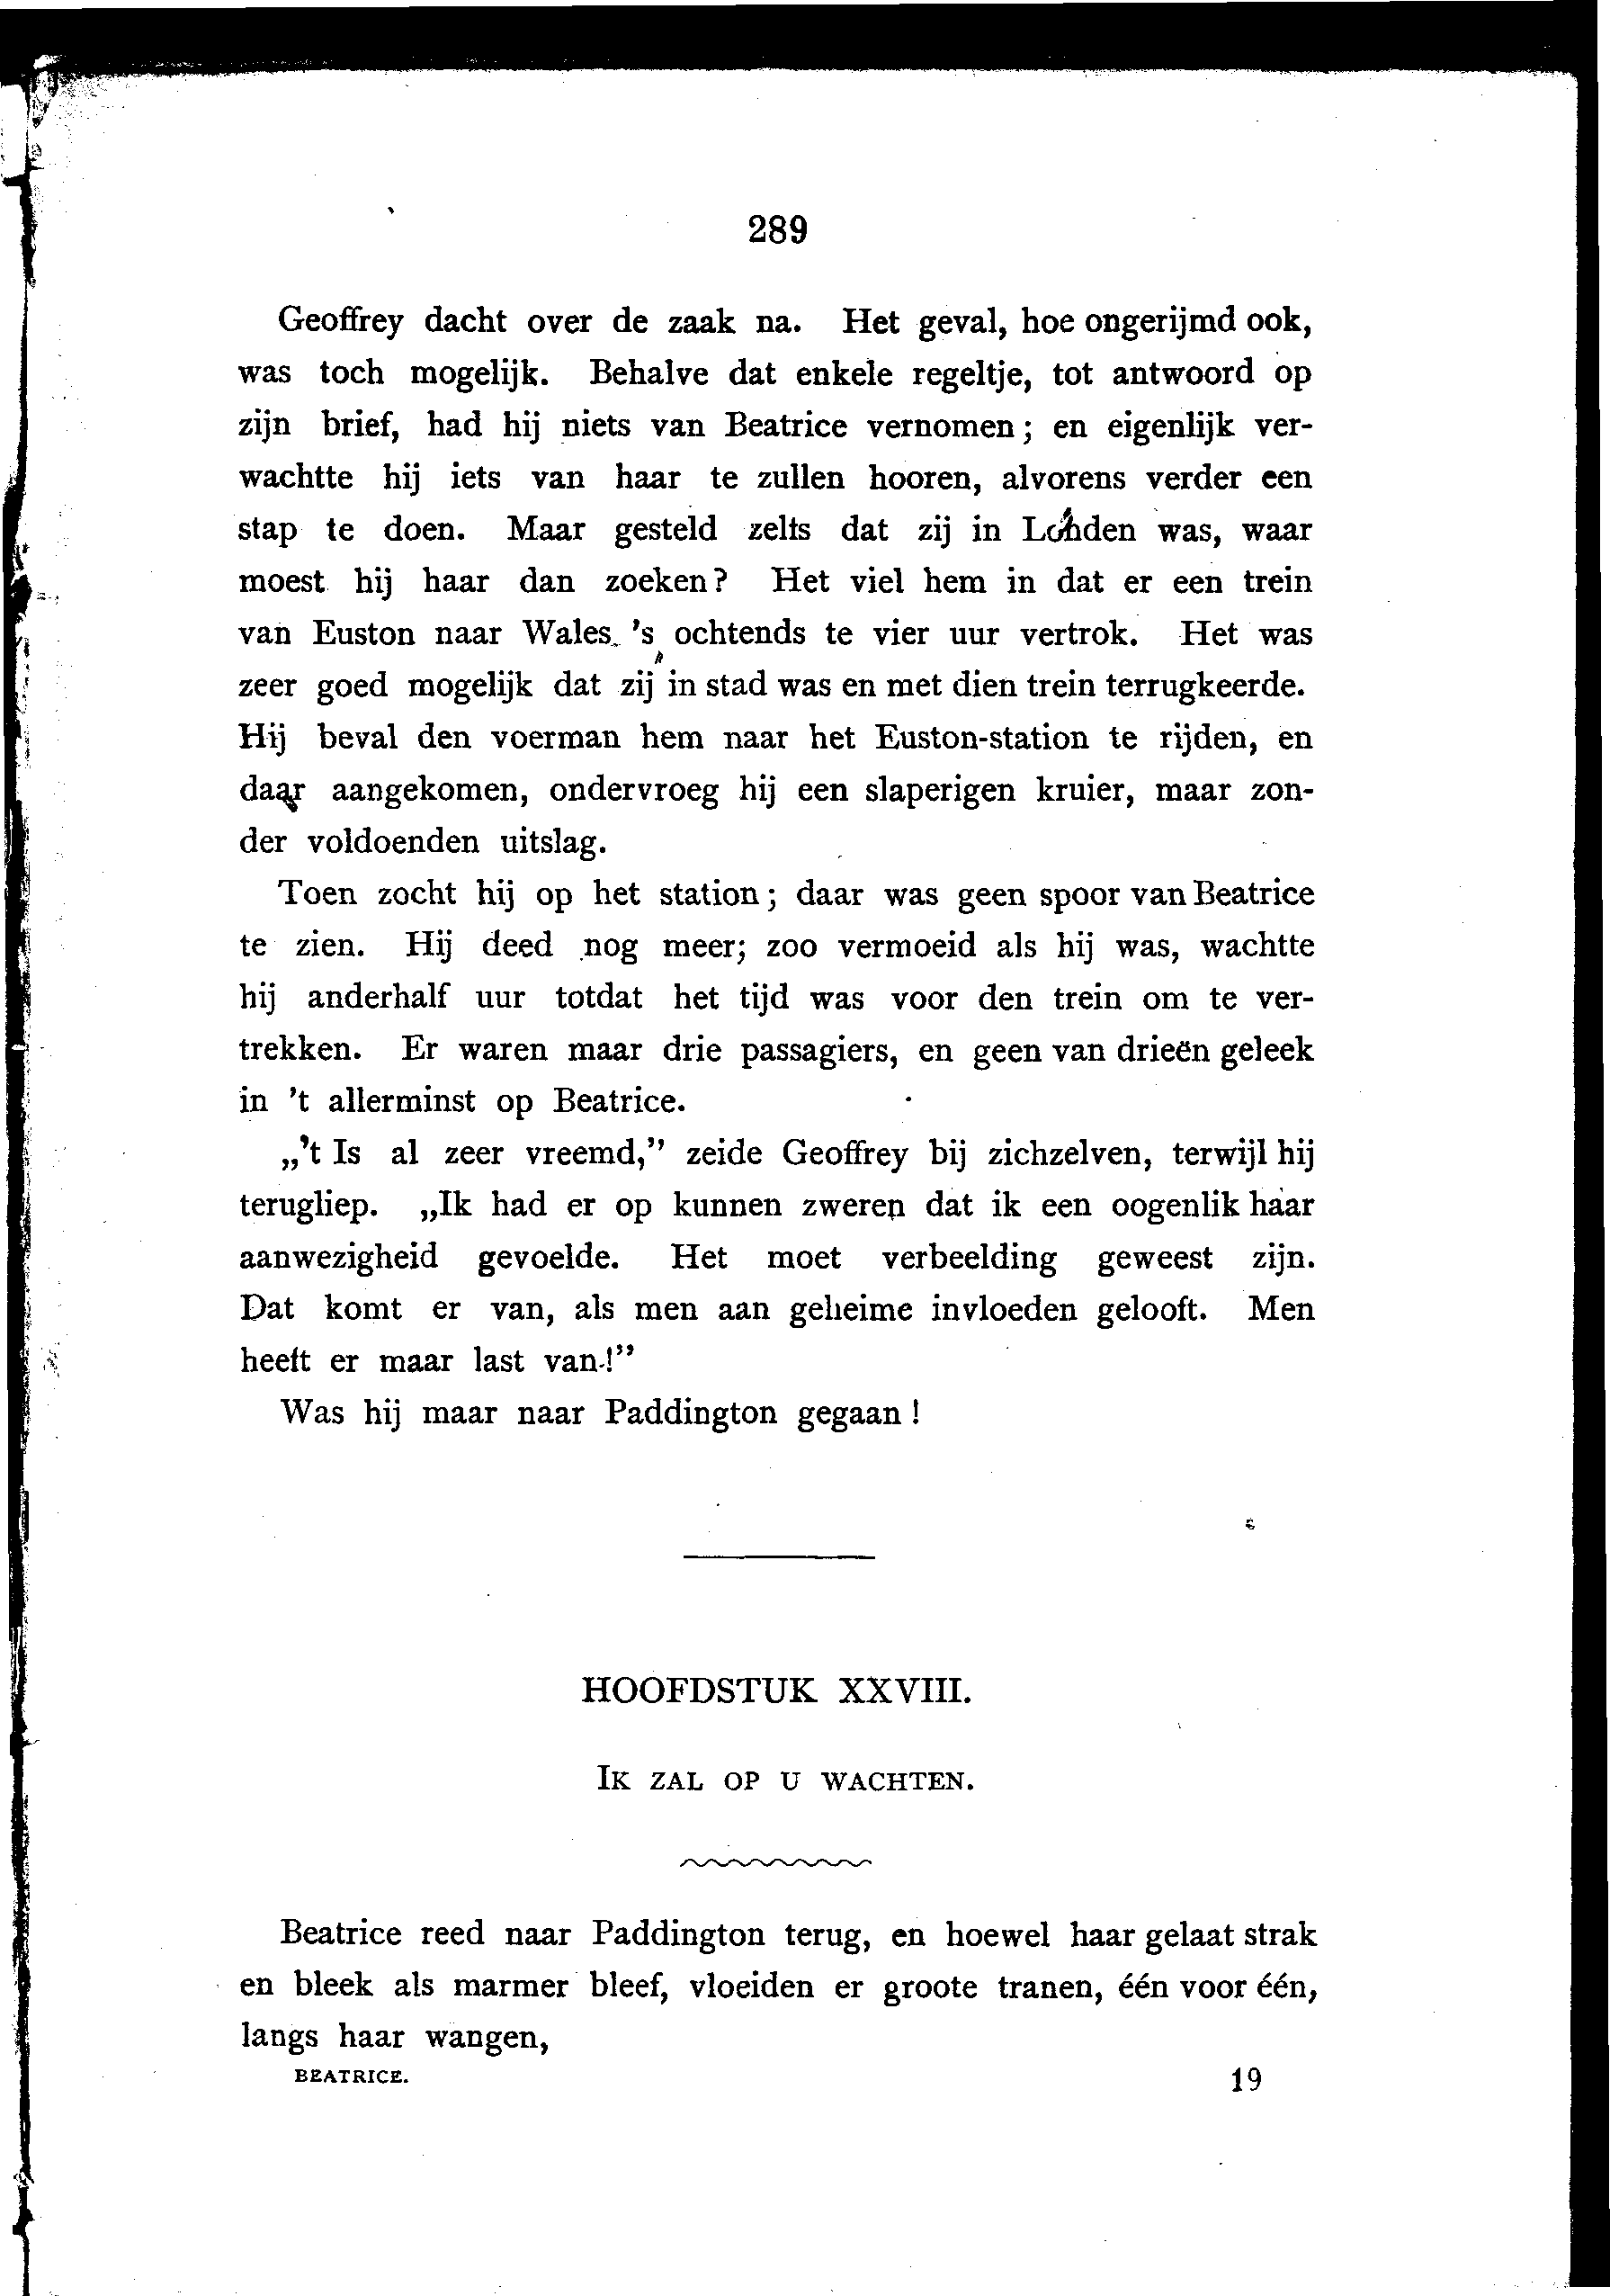 289
Geoffrey dacht over de zaak na. Het geval, hoe ongerijmd ook,
was toch mogelijk. Behalve dat enkele regeltje, tot antwoord op
zijn brief, had hij niets van Beatrice vernomen; en eigenlijk ver-
wachtte hij iets van haar te zullen hooren, alvorens verder een
stap te doen. Maar gesteld zelfs dat zij in Londen was, waar
moest hij haar dan zoeken? Het viel hem in dat er een trein
van Euston naar Wales 's ochtends te vier uur vertrok. Het was
zeer goed mogelijk dat zij in stad was en met dien trein terrugkeerde.
Hij beval den voerman hem naar het Euston-station te rijden, en
daar aangekomen, ondervroeg hij een slaperigen kruier, maar zon-
der voldoenden uitslag.
Toen zocht hij op het station; daar was geen spoor van Beatrice
te zien. Hij deed nog meer; zoo vermoeid als hij was, wachtte
hij anderhalf uur totdat het tijd was voor den trein om te ver-
trekken. Er waren maar drie passagiers, en geen van drieën geleek
in 't allerminst op Beatrice.
„'t Is al zeer vreemd,” zeide Geoffrey bij zichzelven, terwijl hij
terugliep. „Ik had er op kunnen zweren dat ik een oogenlik haar
aanwezigheid gevoelde. Het moet verbeelding geweest zijn.
Dat komt er van, als men aan geheime invloeden gelooft. Men
heeft er maar last van!”
Was hij maar naar Paddington gegaan!
HOOFDSTUK XXVIII.
IK ZAL OP U WACHTEN.
Beatrice reed naar Paddington terug, en hoewel haar gelaat strak
en bleek als marmer bleef, vloeiden er groote tranen, één voor één,
langs haar wangen,
BEATRICE. 19